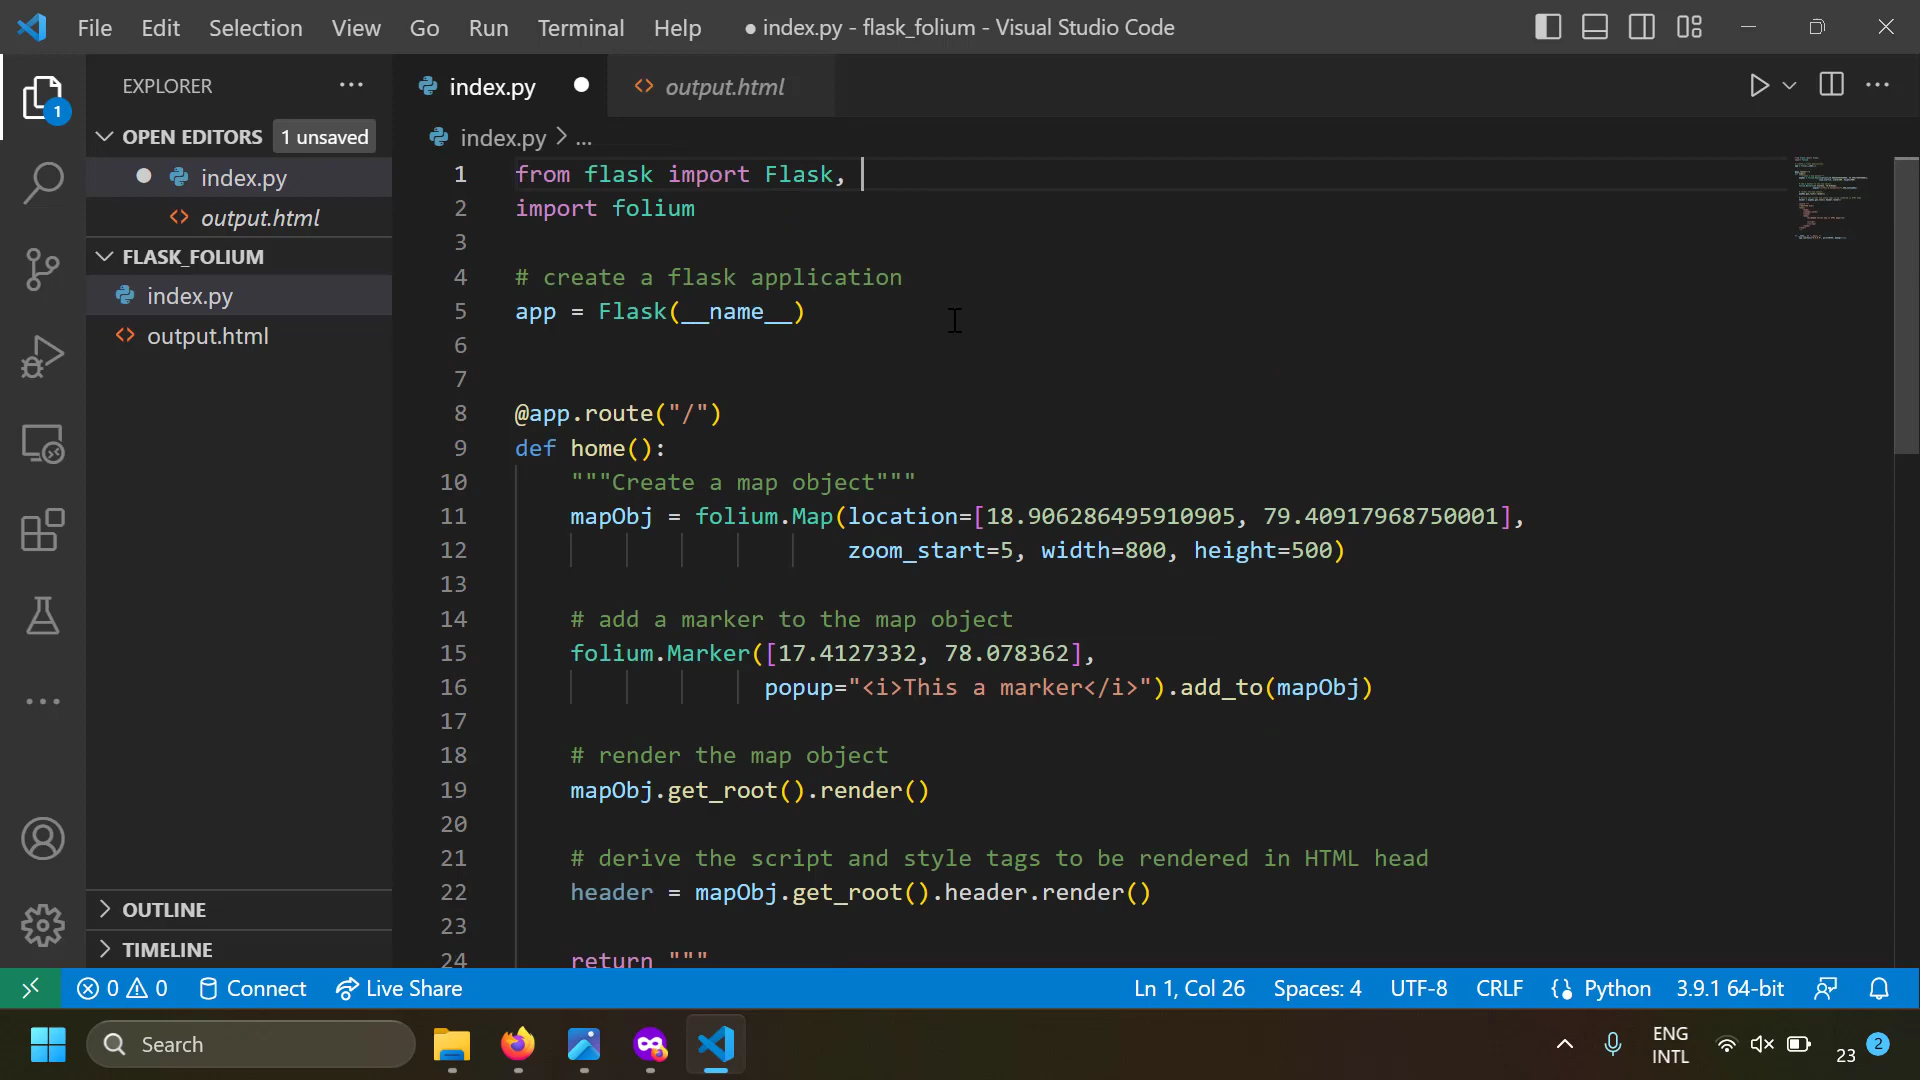 File Edit Selection View Go Run Terminal Help ● index.py - flask_folium - Visual Studio Code
EXPLORER
1
OPEN EDITORS 1 unsaved
index.py
output.html
FLASK_FOLIUM
index.py
output.html
OUTLINE
TIMELINE
index.py output.html
index.py > ...
1 from flask import Flask,
2 import folium
3
4 # create a flask application
5 app = Flask(__name__)
6
7
8 @app.route("/")
9 def home():
10 """Create a map object"""
11 mapObj = folium.Map(location=[18.906286495910905, 79.40917968750001],
12 zoom_start=5, width=800, height=500)
13
14 # add a marker to the map object
15 folium.Marker([17.4127332, 78.078362],
16 popup="<i>This a marker</i>").add_to(mapObj)
17
18 # render the map object
19 mapObj.get_root().render()
20
21 # derive the script and style tags to be rendered in HTML head
22 header = mapObj.get_root().header.render()
23
24 return """
0 0 Connect Live Share Ln 1, Col 26 Spaces: 4 UTF-8 CRLF Python 3.9.1 64-bit
Search ENG
INTL
23 2